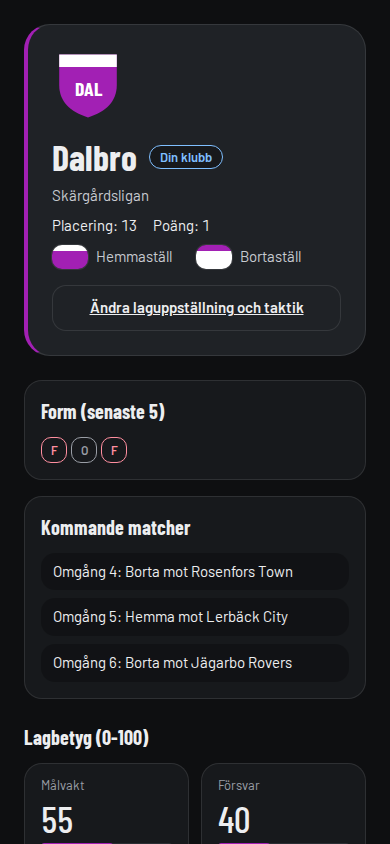 DAL
Dalbro Din klubb
Skärgårdsligan
Placering: 13 Poäng: 1
Hemmaställ Bortaställ
Ändra laguppställning och taktik
Form (senaste 5)
F O F
Kommande matcher
Omgång 4: Borta mot Rosenfors Town
Omgång 5: Hemma mot Lerbäck City
Omgång 6: Borta mot Jägarbo Rovers
Lagbetyg (0-100)
Målvakt Försvar
55 40